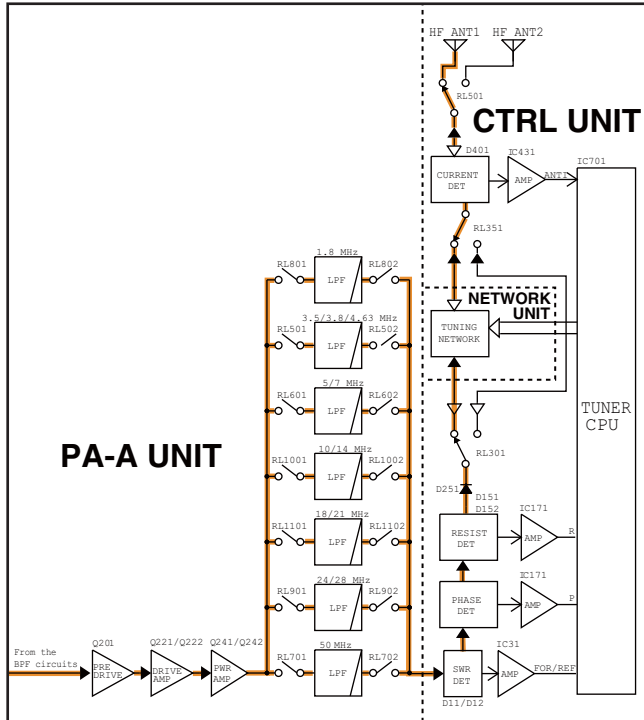 HF ANT1 HF ANT2
RL501
CTRL UNIT
D401
IC431
IC701
CURRENT
DET
AMP
ANTI
RL351
1.8 MHz
RL801
LPF
RL802
NETWORK
UNIT
3.5/3.8/4.63 MHz
RL501
LPF
RL502
TUNING
NETWORK
5/7 MHz
RL601
LPF
RL602
TUNER
CPU
PA-A UNIT
10/14 MHz
RL1001
LPF
RL1002
RL301
D251
D151
D152
18/21 MHz
RL1101
LPF
RL1102
RESIST
DET
IC171
AMP
R
24/28 MHz
RL901
LPF
RL902
PHASE
DET
IC171
AMP
P
From the
BPF circuits
Q201
PRE
DRIVE
Q221/Q222
DRIVE
AMP
Q241/Q242
PWR
AMP
50 MHz
RL701
LPF
RL702
SWR
DET
D11/D12
IC31
AMP
FOR/REF